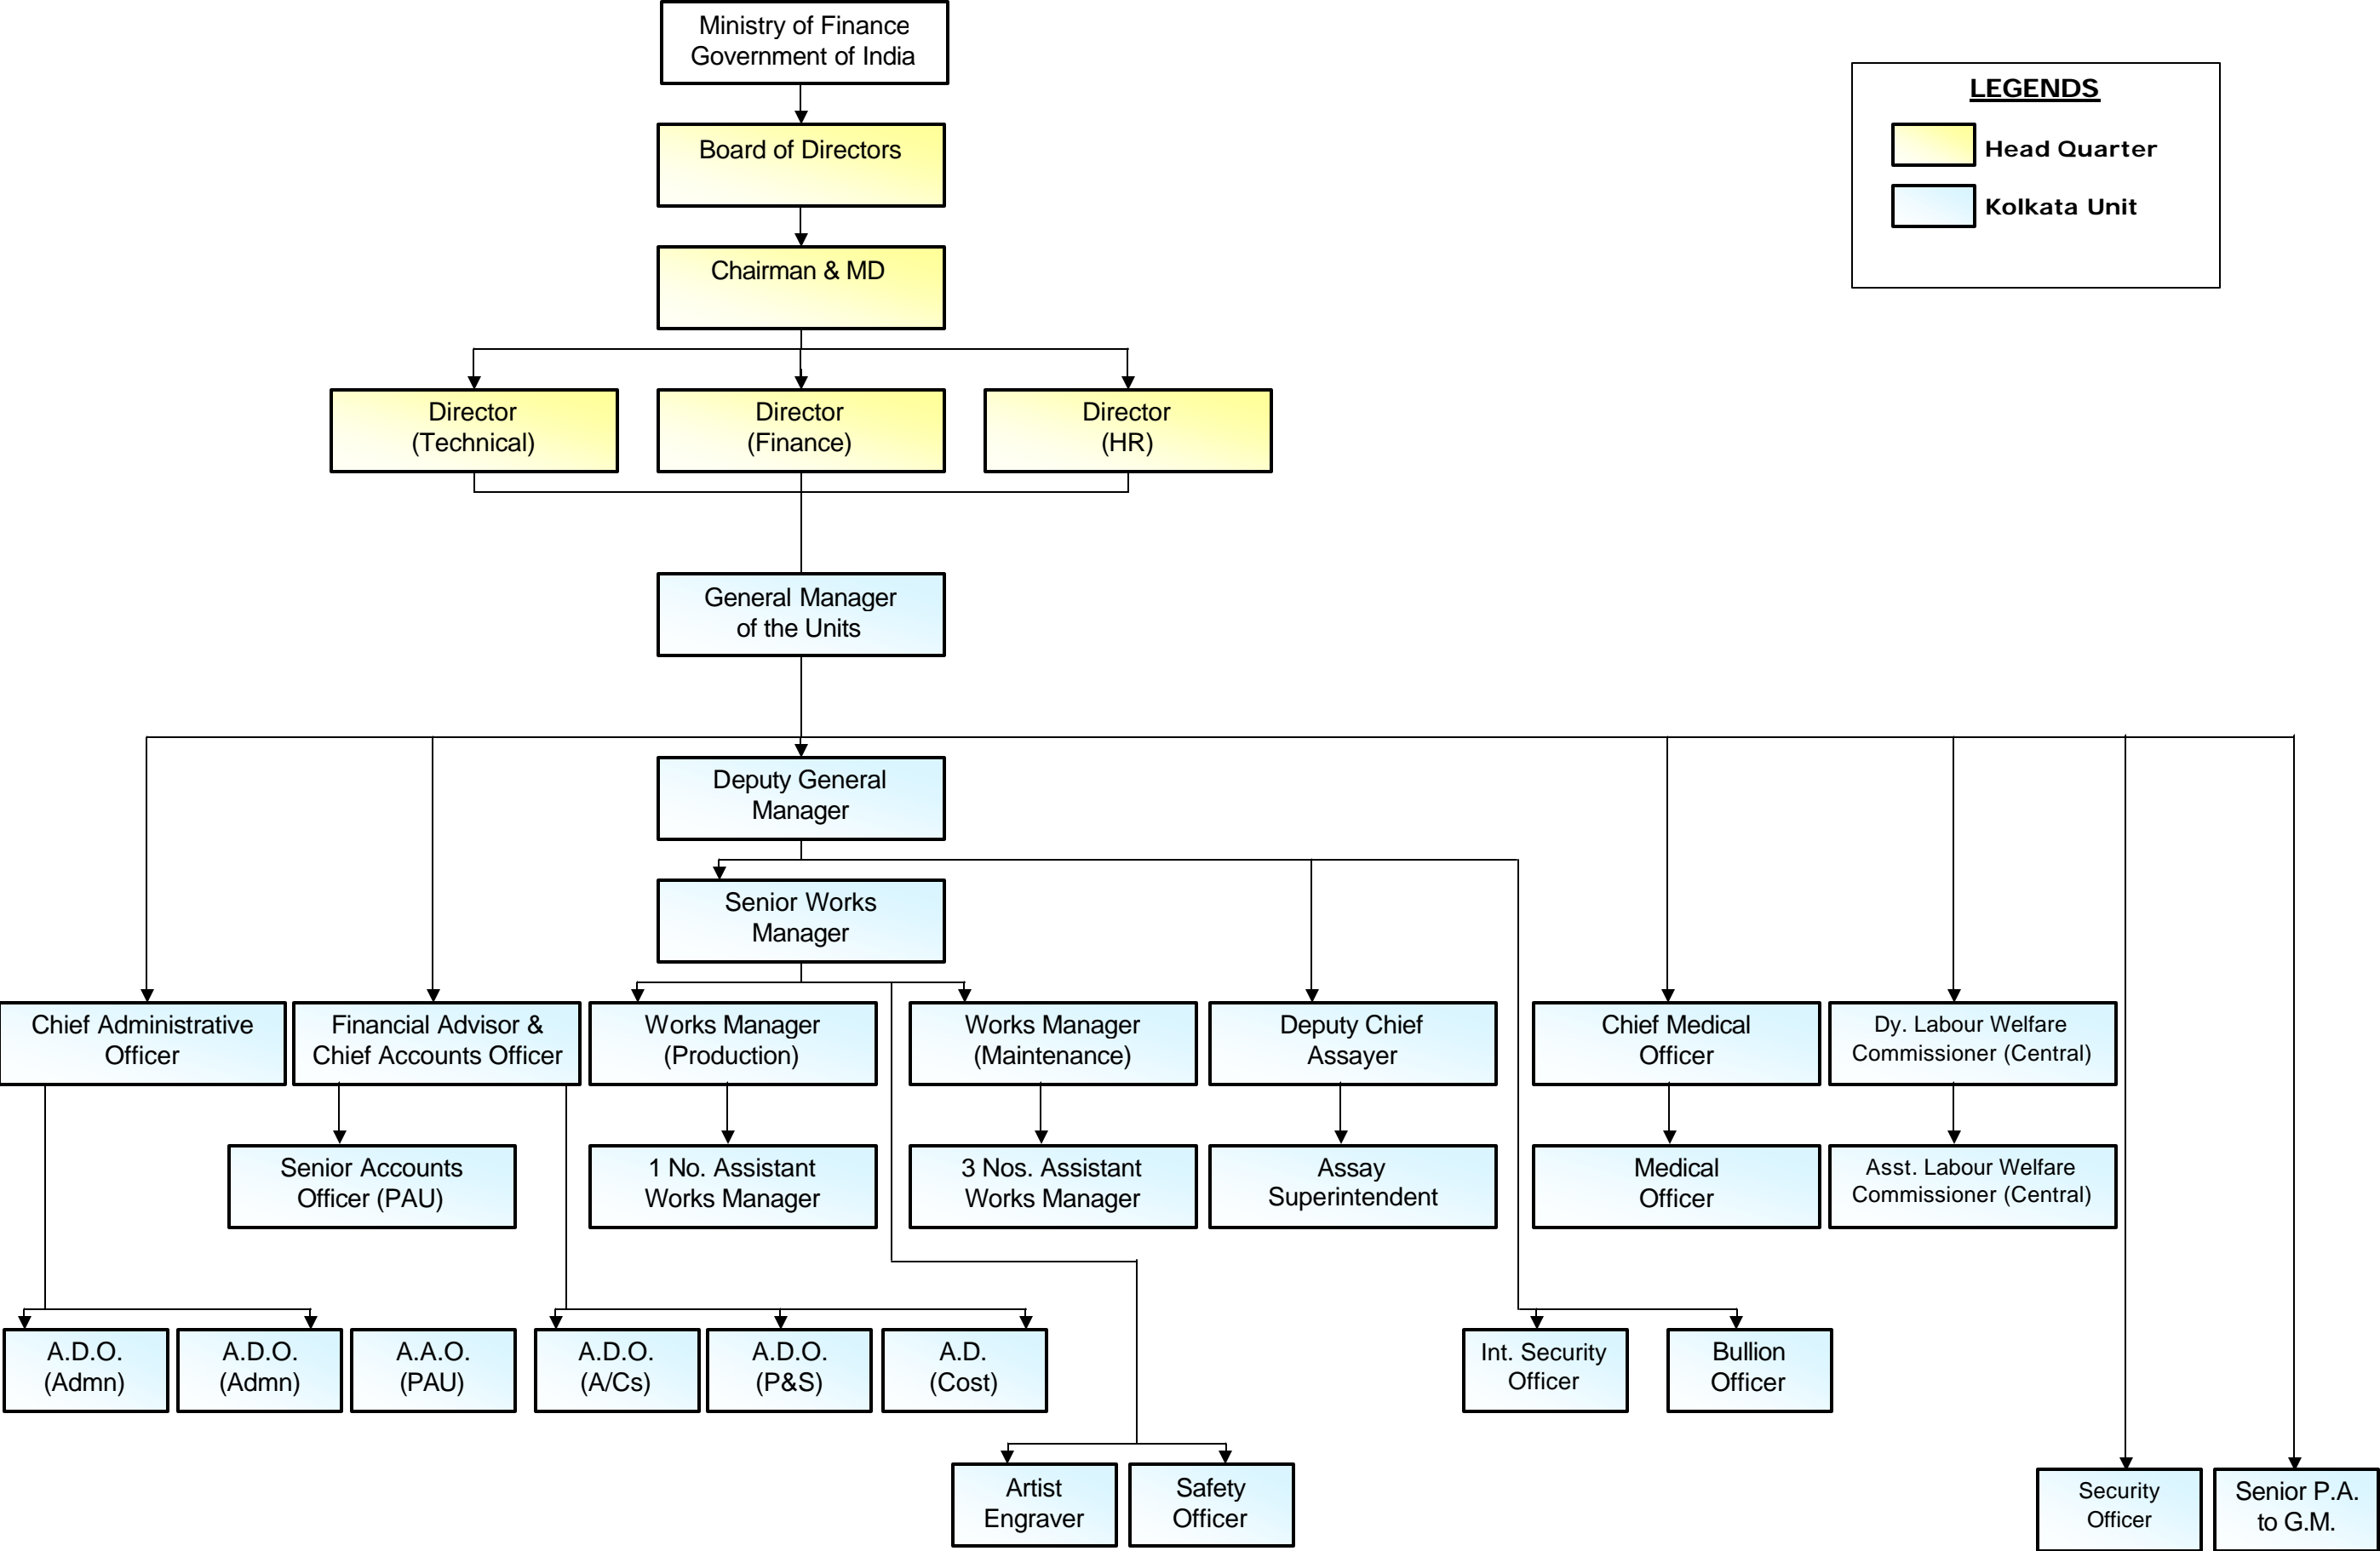 Ministry of Finance
Government of India
LEGENDS
Head Quarter
Kolkata Unit
Board of Directors
Chairman & MD
Director
(Technical)
Director
(Finance)
Director
(HR)
General Manager
of the Units
Deputy General
Manager
Senior Works
Manager
Chief Administrative
Officer
Financial Advisor &
Chief Accounts Officer
Works Manager
(Production)
Works Manager
(Maintenance)
Deputy Chief
Assayer
Chief Medical
Officer
Dy. Labour Welfare
Commissioner (Central)
Senior Accounts
Officer (PAU)
1 No. Assistant
Works Manager
3 Nos. Assistant
Works Manager
Assay
Superintendent
Medical
Officer
Asst. Labour Welfare
Commissioner (Central)
A.D.O.
(Admn)
A.D.O.
(Admn)
A.A.O.
(PAU)
A.D.O.
(A/Cs)
A.D.O.
(P&S)
A.D.
(Cost)
Int. Security
Officer
Bullion
Officer
Artist
Engraver
Safety
Officer
Security
Officer
Senior P.A.
to G.M.